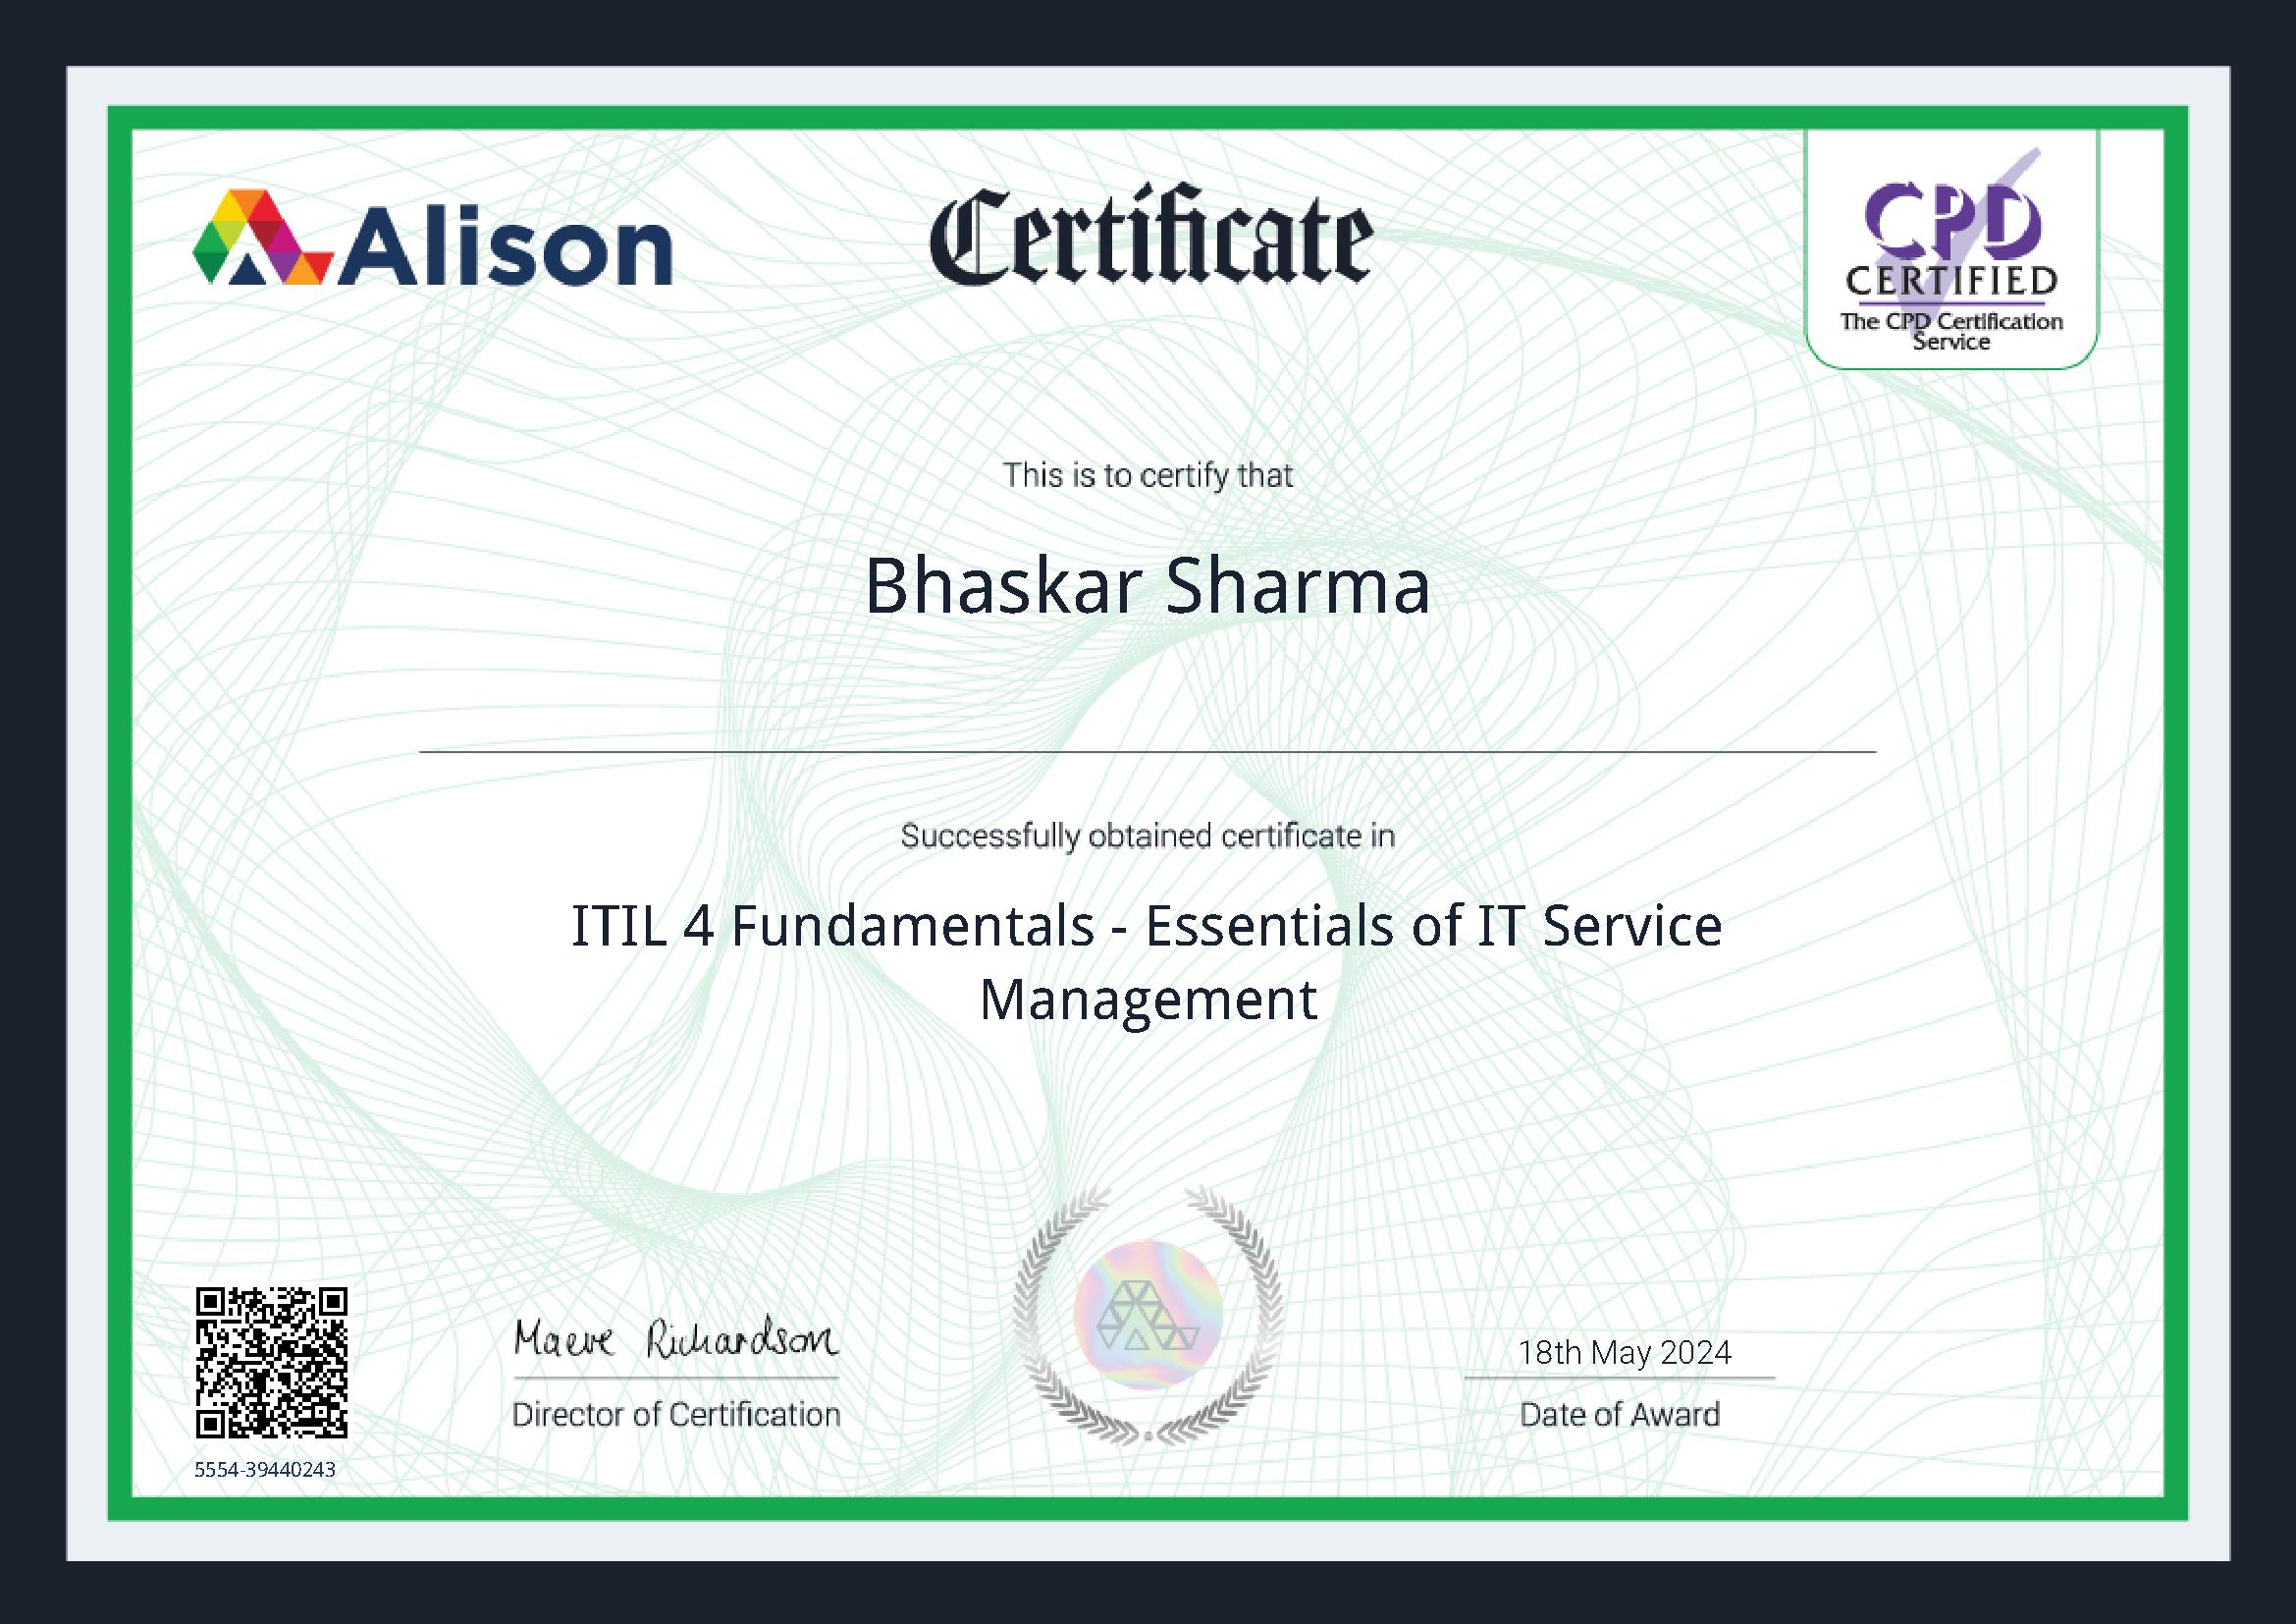 Alison
Certificate
CPD
CERTIFIED
The CPD Certification
Service
This is to certify that
Bhaskar Sharma
Successfully obtained certificate in
ITIL 4 Fundamentals - Essentials of IT Service
Management
Maeve Richardson
Director of Certification
18th May 2024
Date of Award
5554-39440243